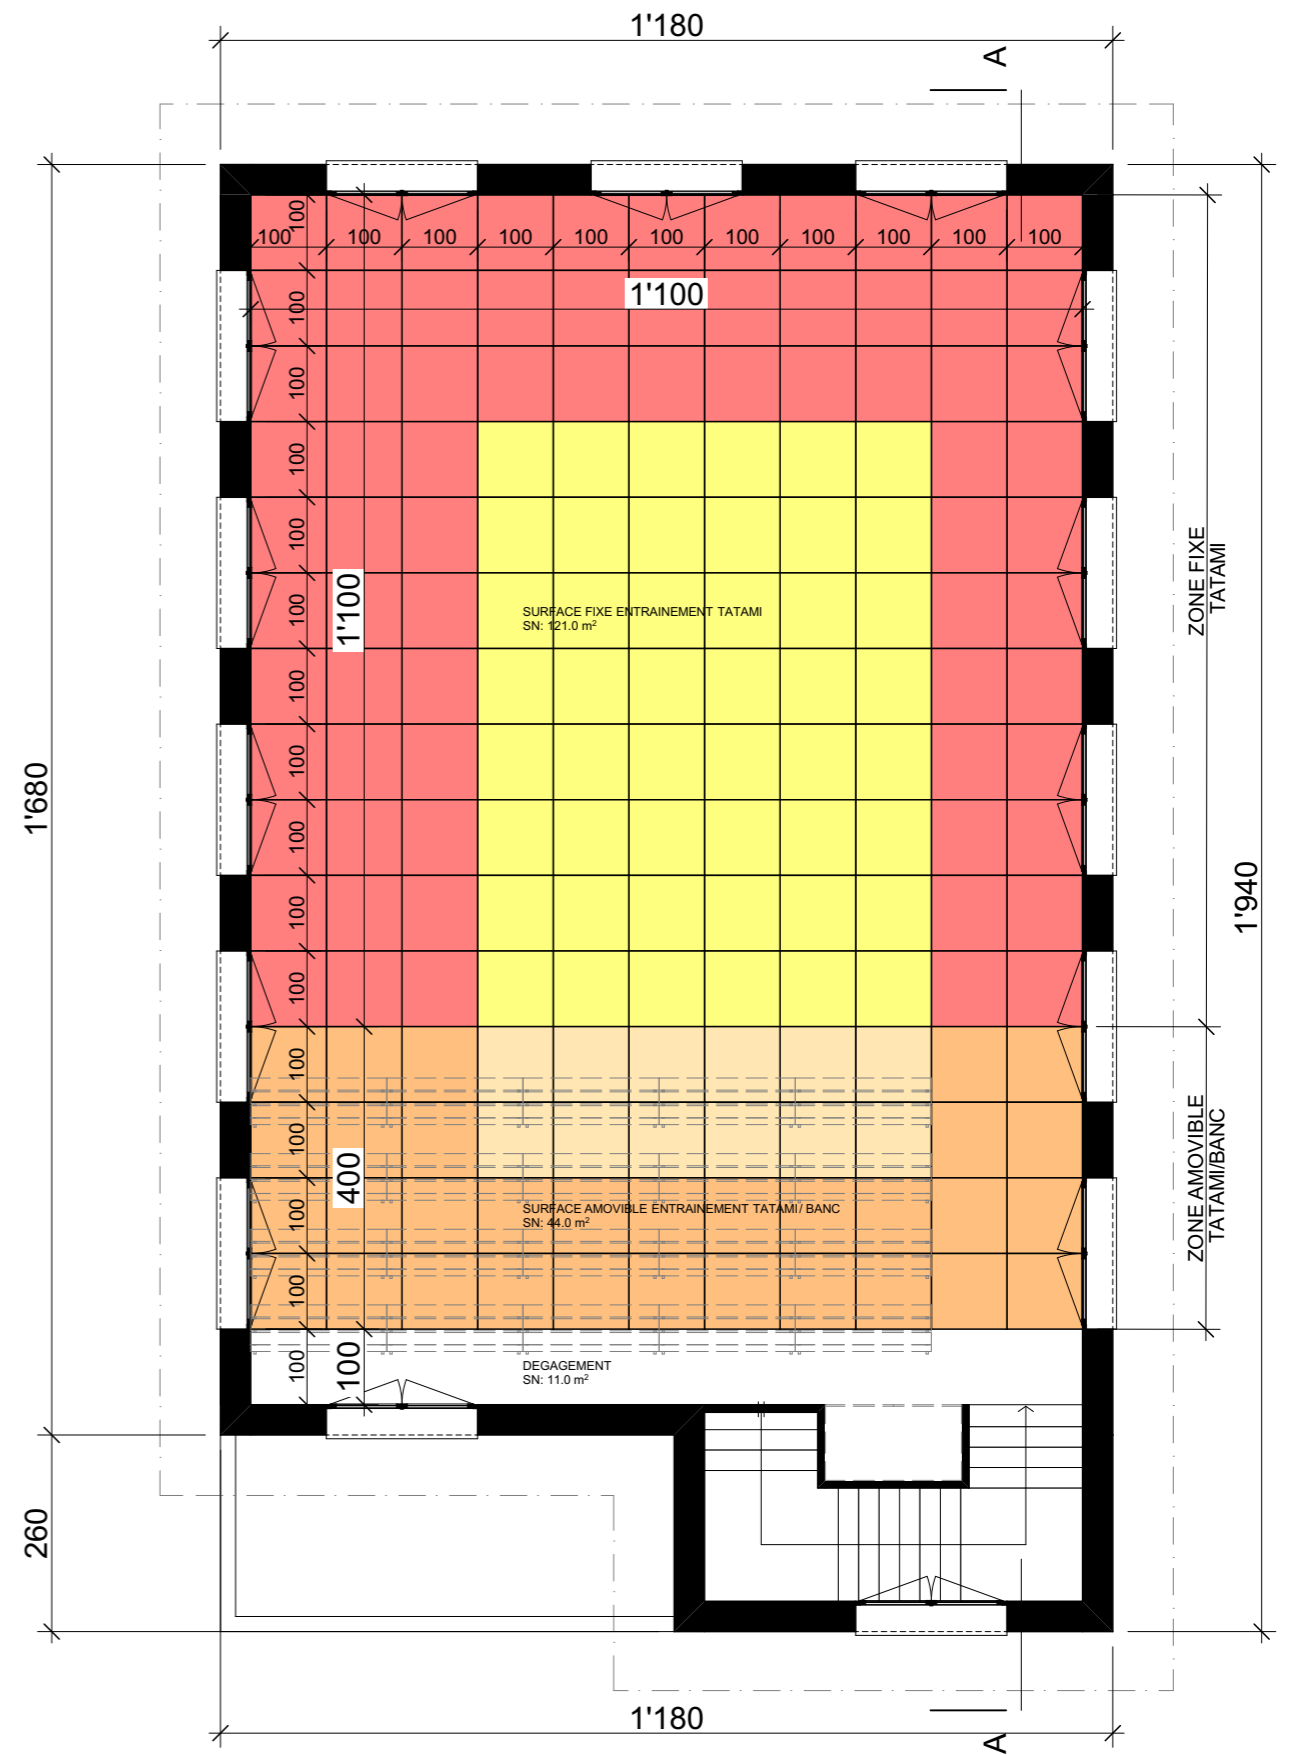 1'180
A
100
100 100 100 100 100 100 100 100 100 100 100
1'100
100
100
100
100
100
100
100
100
100
100
1'100
SURFACE FIXE ENTRAINEMENT TATAMI
SN: 121.0 m²
ZONE FIXE
TATAMI
1'680
1'940
100
100
100
100
400
SURFACE AMOVIBLE ENTRAINEMENT TATAMI/ BANC
SN: 44.0 m²
ZONE AMOVIBLE
TATAMI/BANC
100
100
DEGAGEMENT
SN: 11.0 m²
260
1'180
A